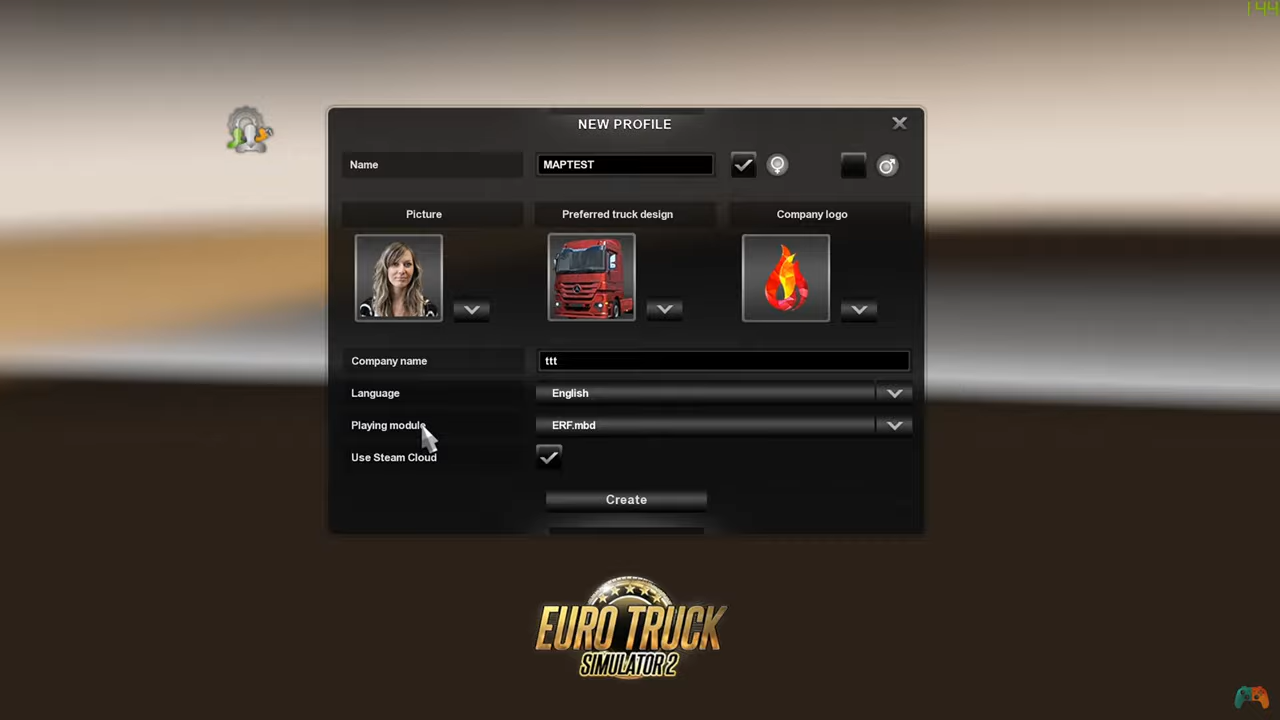 144
NEW PROFILE
Name MAPTEST
Picture Preferred truck design Company logo
Company name ttt
Language English
Playing module ERF.mbd
Use Steam Cloud
Create
EURO TRUCK
SIMULATOR 2